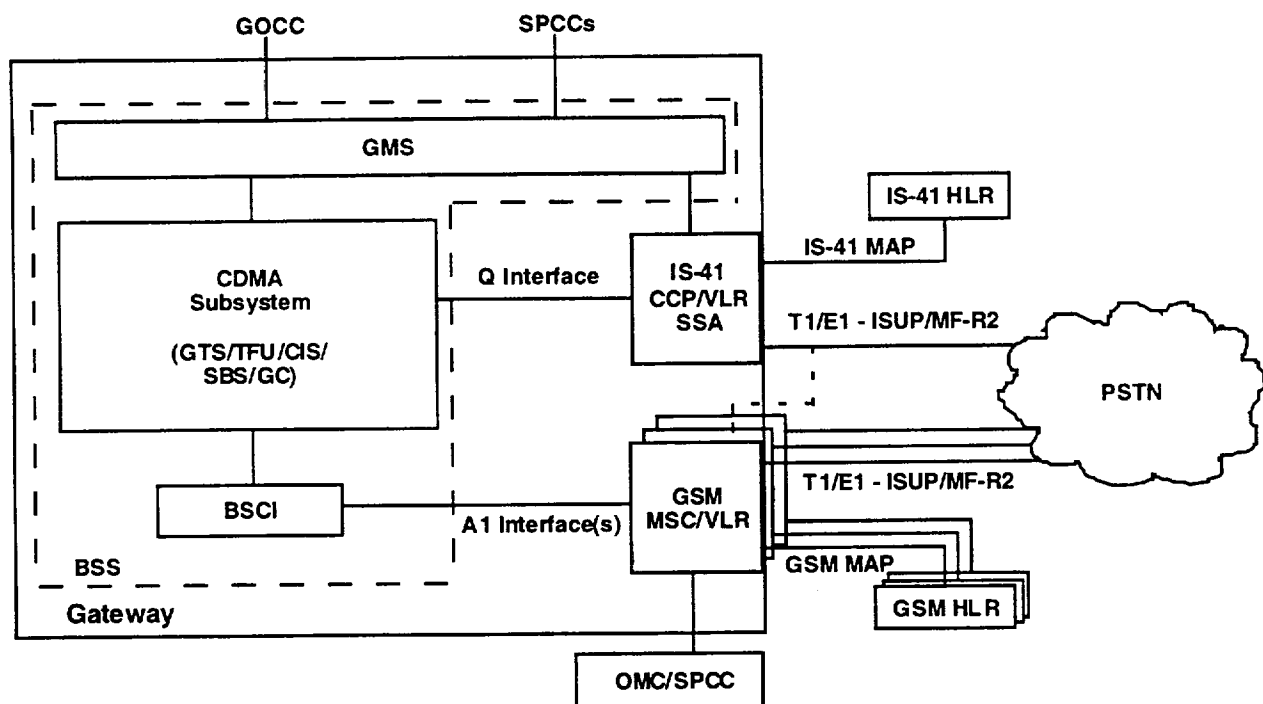 GOCC
SPCCs
GMS
IS-41 HLR
IS-41 MAP
CDMA
Subsystem
(GTS/TFU/CIS/
SBS/GC)
Q Interface
IS-41
CCP/VLR
SSA
T1/E1 - ISUP/MF-R2
PSTN
T1/E1 - ISUP/MF-R2
GSM
MSC/VLR
BSCI
A1 Interface(s)
GSM MAP
BSS
GSM HLR
Gateway
OMC/SPCC